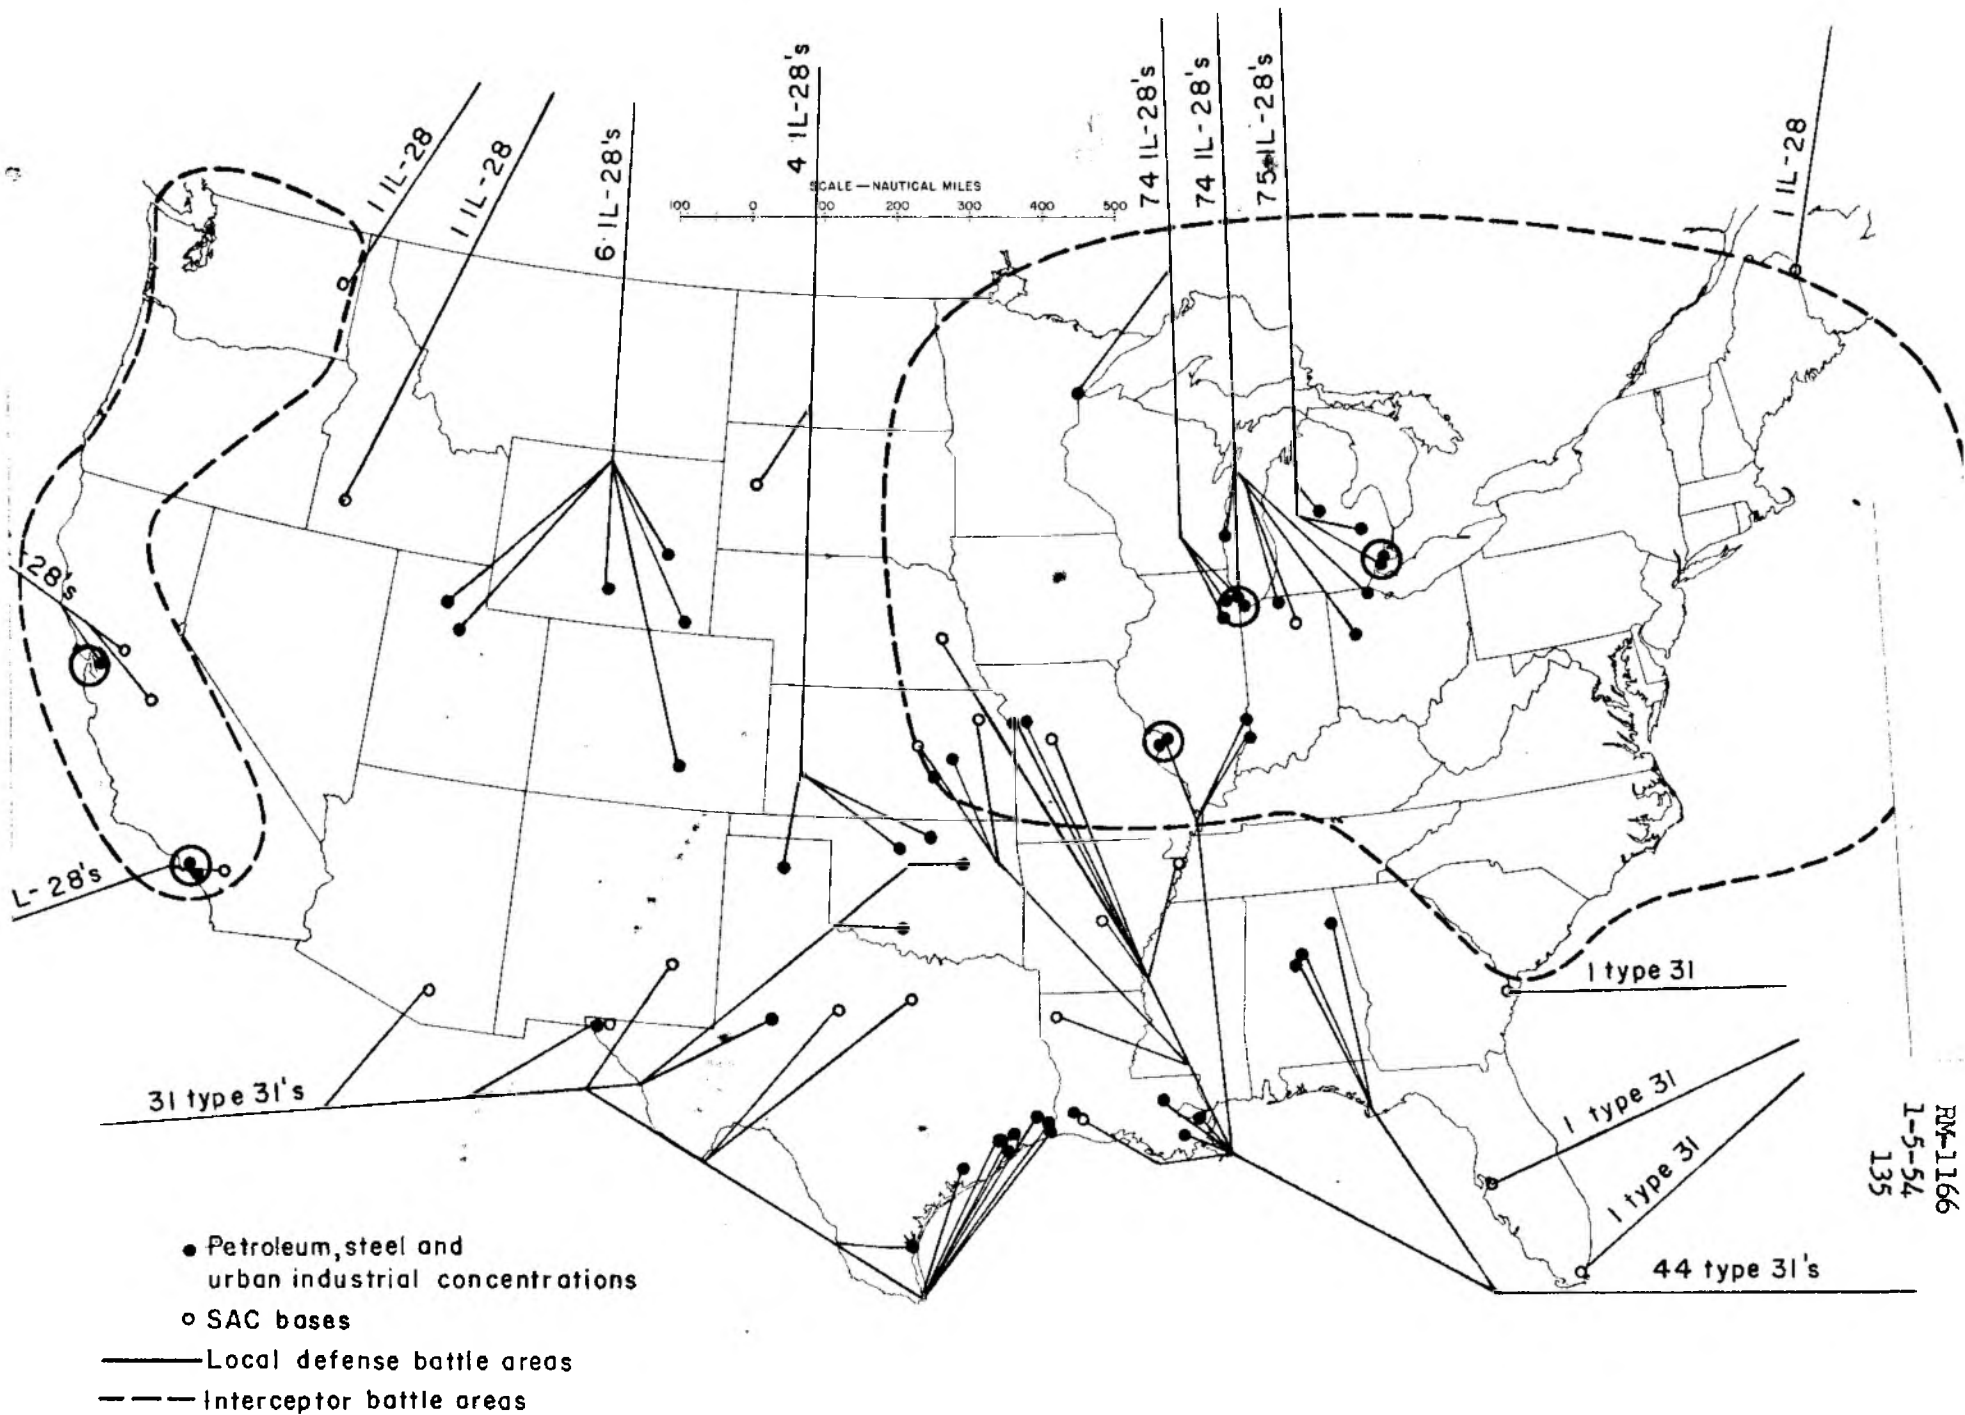 1 IL-28
1 IL-28
6 IL-28's
4 IL-28's
74 IL-28's
74 IL-28's
75 IL-28's
1 IL-28
SCALE — NAUTICAL MILES
100 0 100 200 300 400 500
28's
L-28's
31 type 31's
1 type 31
1 type 31
1 type 31
44 type 31's
RM-1166
1-5-54
135
Petroleum, steel and
urban industrial concentrations
SAC bases
Local defense battle areas
Interceptor battle areas